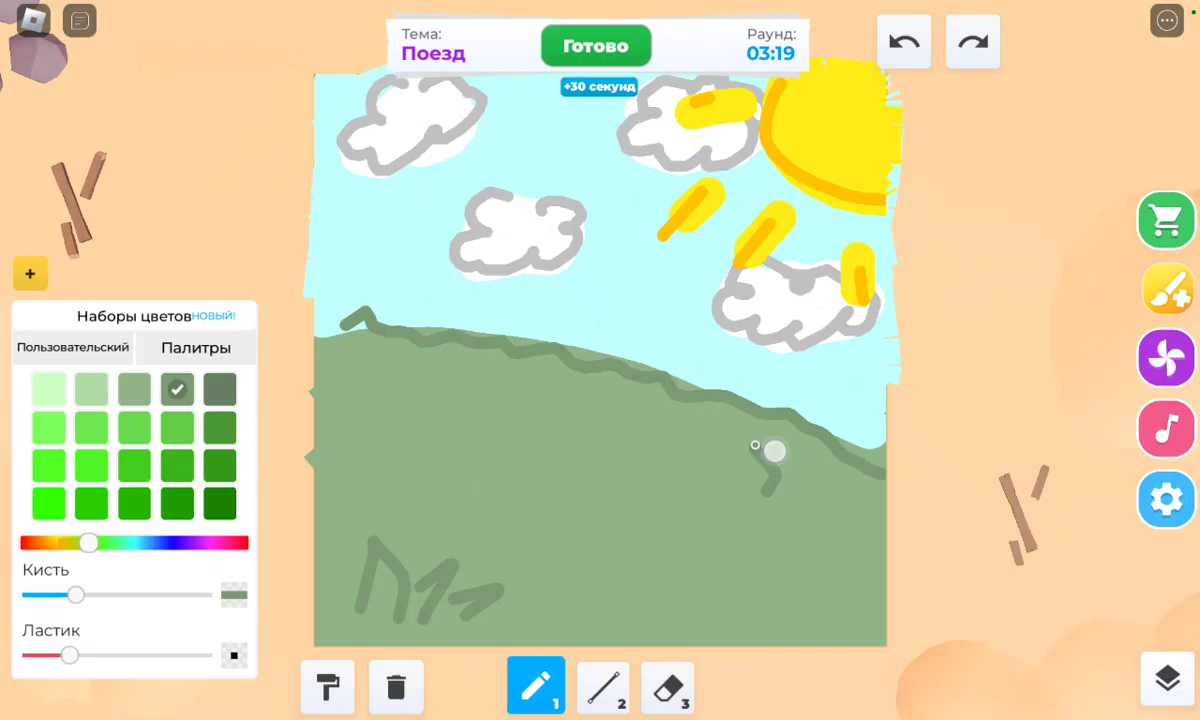 Тема:
Поезд
Готово
Раунд:
03:19
+30 секунд
+
Наборы цветов НОВЫЙ!
Пользовательский
Палитры
Кисть
Ластик
1
2
3